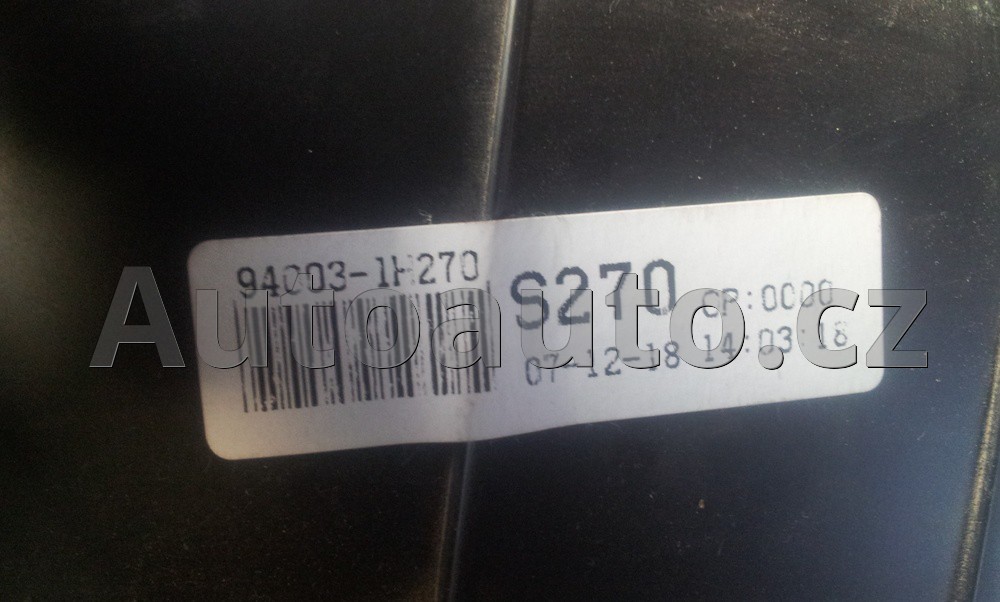 94003-1H270
S270
CP:0000
07-12-18 14:03:18
Autoauto.cz